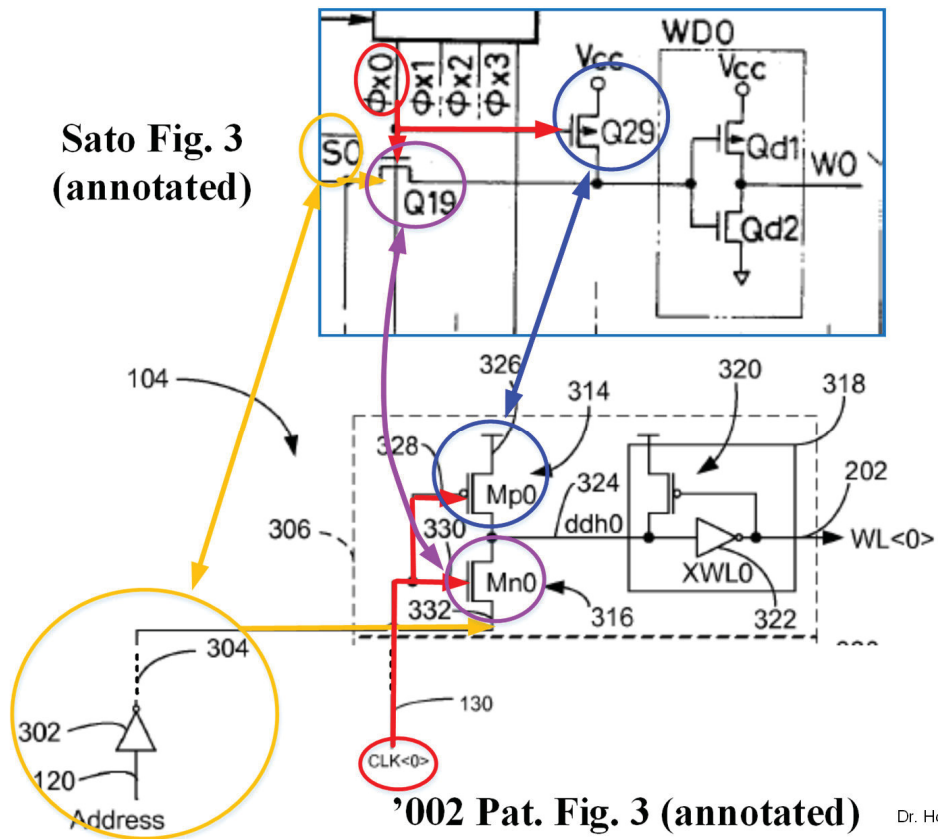 WD0
Φx0 Φx1 Φx2 Φx3
Vcc
Vcc
Sato Fig. 3
(annotated)
S0
Q29
Qd1
W0
Q19
Qd2
104
326
314
320
318
328
324
202
Mp0
ddh0
306
330
WL<0>
Mn0
XWL0
332
316
322
304
302
130
120
CLK<0>
Address
’002 Pat. Fig. 3 (annotated)